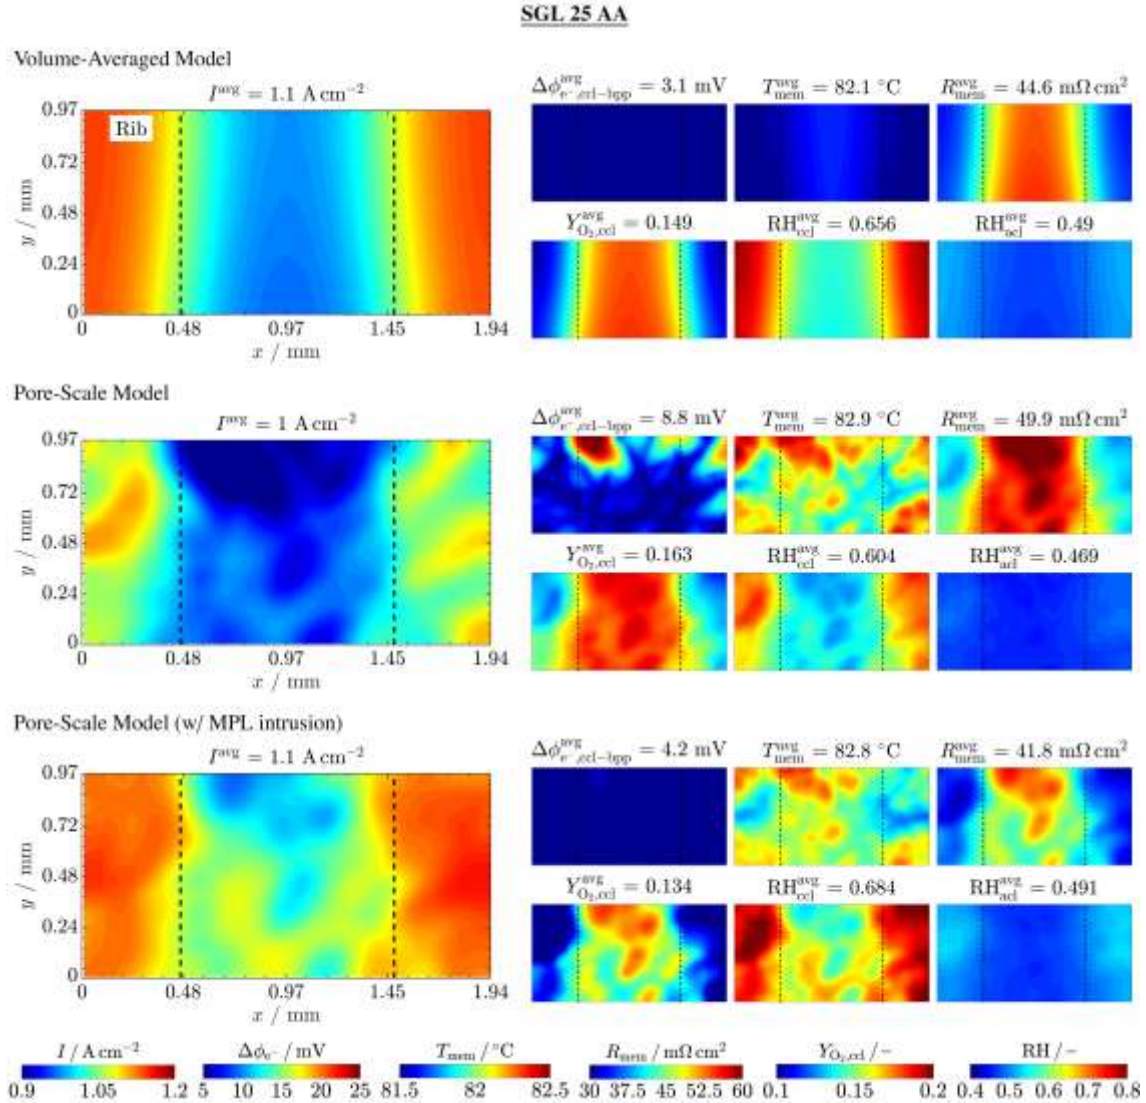 SGL 25 AA
Volume-Averaged Model
I^avg = 1.1 A cm⁻²
Δϕ^avg_e⁻,ccl−bpp = 3.1 mV
T^avg_mem = 82.1 °C
R^avg_mem = 44.6 mΩ cm²
Rib
0.97
0.72
0.48
0.24
0
y / mm
0 0.48 0.97 1.45 1.94
x / mm
Y^avg_O₂,ccl = 0.149
RH^avg_ccl = 0.656
RH^avg_acl = 0.49
Pore-Scale Model
I^avg = 1 A cm⁻²
Δϕ^avg_e⁻,ccl−bpp = 8.8 mV
T^avg_mem = 82.9 °C
R^avg_mem = 49.9 mΩ cm²
0.97
0.72
0.48
0.24
0
y / mm
0 0.48 0.97 1.45 1.94
x / mm
Y^avg_O₂,ccl = 0.163
RH^avg_ccl = 0.604
RH^avg_acl = 0.469
Pore-Scale Model (w/ MPL intrusion)
I^avg = 1.1 A cm⁻²
Δϕ^avg_e⁻,ccl−bpp = 4.2 mV
T^avg_mem = 82.8 °C
R^avg_mem = 41.8 mΩ cm²
0.97
0.72
0.48
0.24
0
y / mm
0 0.48 0.97 1.45 1.94
x / mm
Y^avg_O₂,ccl = 0.134
RH^avg_ccl = 0.684
RH^avg_acl = 0.491
I / A cm⁻²
0.9 1.05 1.2
Δϕ_e⁻ / mV
5 10 15 20 25
T_mem / °C
81.5 82 82.5
R_mem / mΩ cm²
30 37.5 45 52.5 60
Y_O₂,ccl / −
0.1 0.15 0.2
RH / −
0.4 0.5 0.6 0.7 0.8